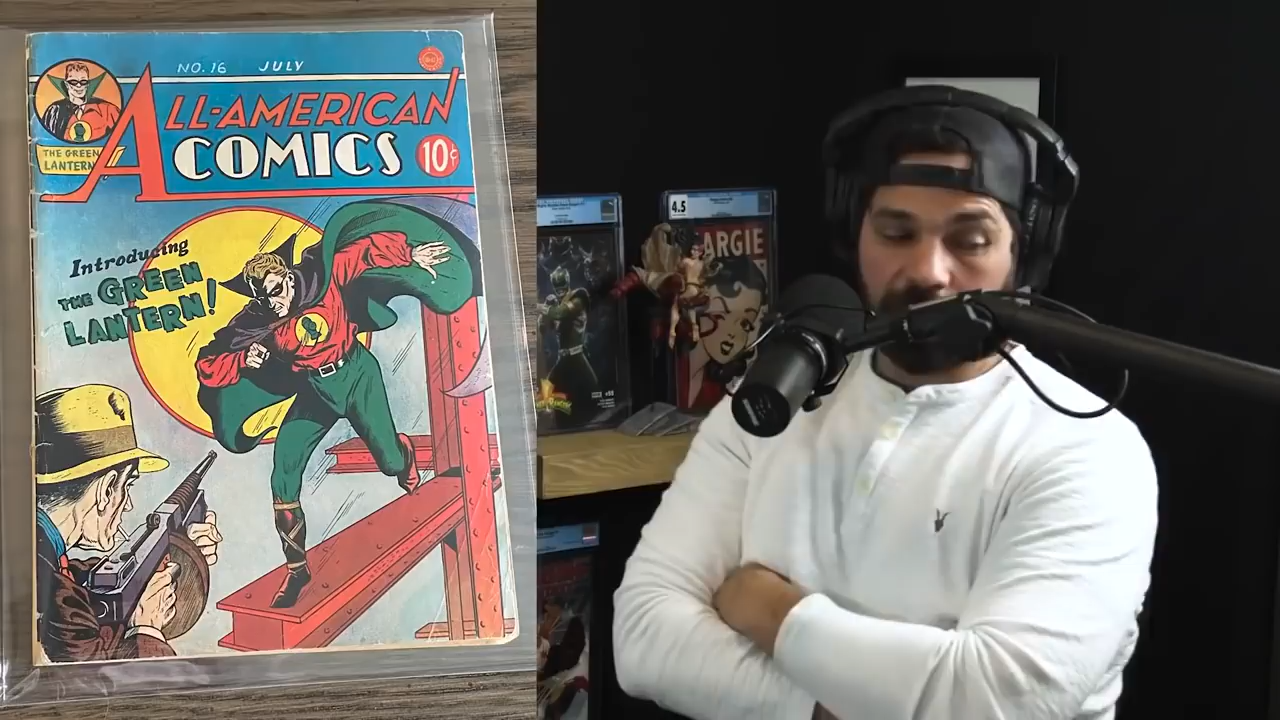 NO. 16 JULY
ALL-AMERICAN
COMICS
10¢
THE GREEN
LANTERN
Introducing
THE GREEN
LANTERN!
4.5
ARGIE